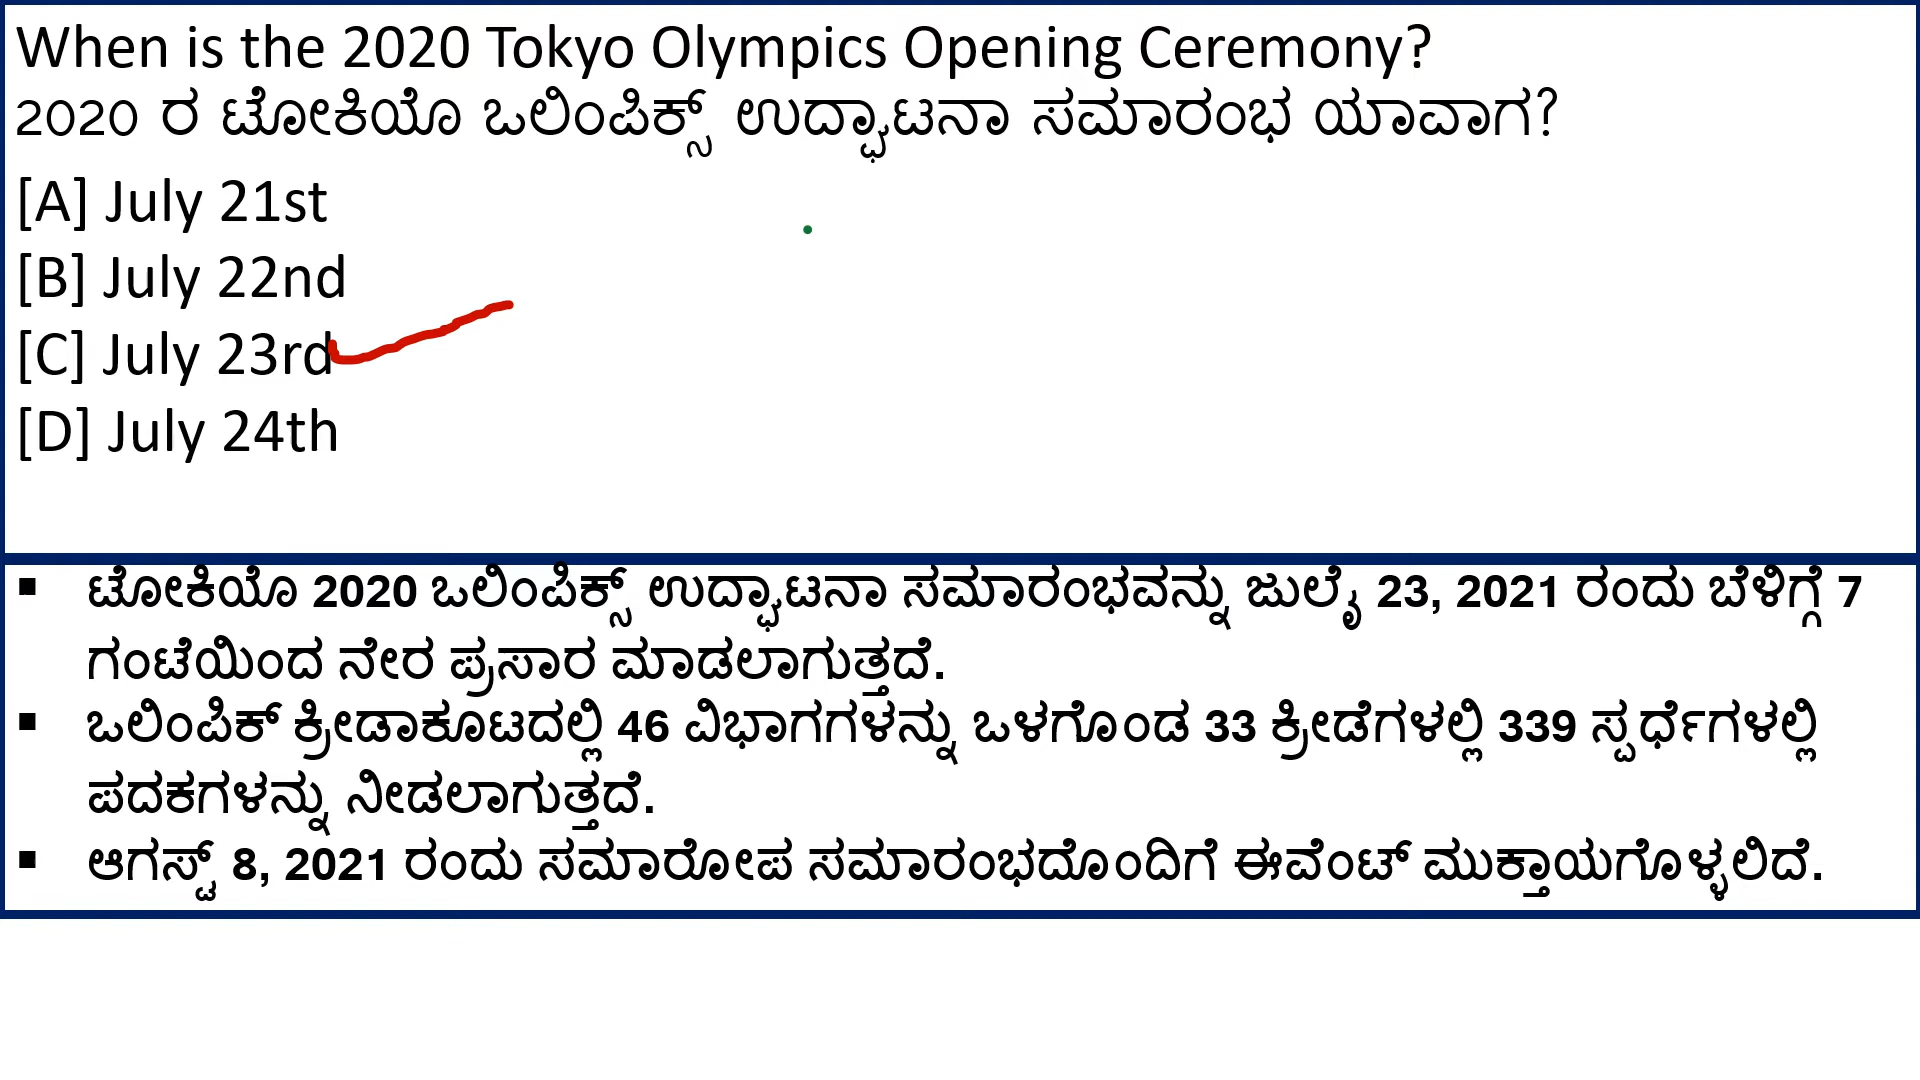 When is the 2020 Tokyo Olympics Opening Ceremony?
2020 ರ ಟೋಕಿಯೊ ಒಲಿಂಪಿಕ್ಸ್ ಉದ್ಘಾಟನಾ ಸಮಾರಂಭ ಯಾವಾಗ?
[A] July 21st
[B] July 22nd
[C] July 23rd
[D] July 24th
▪ ಟೋಕಿಯೊ 2020 ಒಲಿಂಪಿಕ್ಸ್ ಉದ್ಘಾಟನಾ ಸಮಾರಂಭವನ್ನು ಜುಲೈ 23, 2021 ರಂದು ಬೆಳಿಗ್ಗೆ 7
ಗಂಟೆಯಿಂದ ನೇರ ಪ್ರಸಾರ ಮಾಡಲಾಗುತ್ತದೆ.
▪ ಒಲಿಂಪಿಕ್ ಕ್ರೀಡಾಕೂಟದಲ್ಲಿ 46 ವಿಭಾಗಗಳನ್ನು ಒಳಗೊಂಡ 33 ಕ್ರೀಡೆಗಳಲ್ಲಿ 339 ಸ್ಪರ್ಧೆಗಳಲ್ಲಿ
ಪದಕಗಳನ್ನು ನೀಡಲಾಗುತ್ತದೆ.
▪ ಆಗಸ್ಟ್ 8, 2021 ರಂದು ಸಮಾರೋಪ ಸಮಾರಂಭದೊಂದಿಗೆ ಈವೆಂಟ್ ಮುಕ್ತಾಯಗೊಳ್ಳಲಿದೆ.